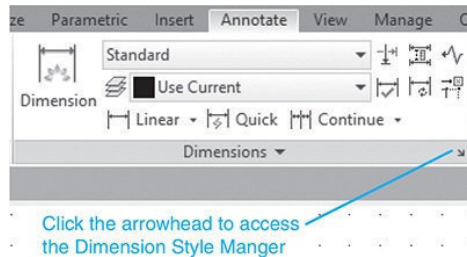 ze Parametric Insert Annotate View Manage
Standard
Use Current
Dimension
Linear Quick Continue
Dimensions
Click the arrowhead to access
the Dimension Style Manger